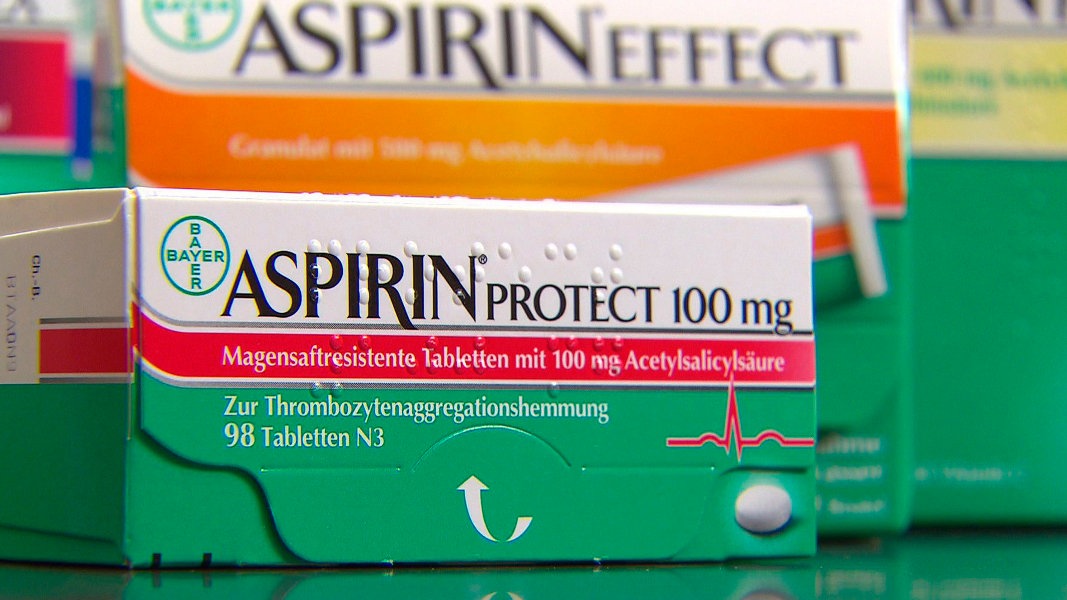 ASPIRIN EFFECT
Granulat mit 500 mg Acetylsalicylsäure
BAYER
BAYER
ASPIRIN® PROTECT 100 mg
Magensaftresistente Tabletten mit 100 mg Acetylsalicylsäure
Zur Thrombozytenaggregationshemmung
98 Tabletten N3
Ch.-B.